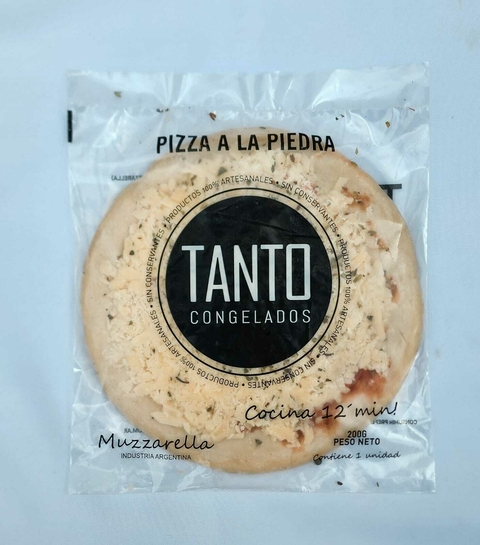 PIZZA A LA PIEDRA
PRODUCTOS 100% ARTESANALES • SIN CONSERVANTES • PRODUCTOS 100% ARTESANALES • SIN CONSERVANTES • PRODUCTOS 100% ARTESANALES • SIN CONSERVANTES •
TANTO
CONGELADOS
Cocina 12´min!
Muzzarella
INDUSTRIA ARGENTINA
200G
PESO NETO
Contiene 1 unidad